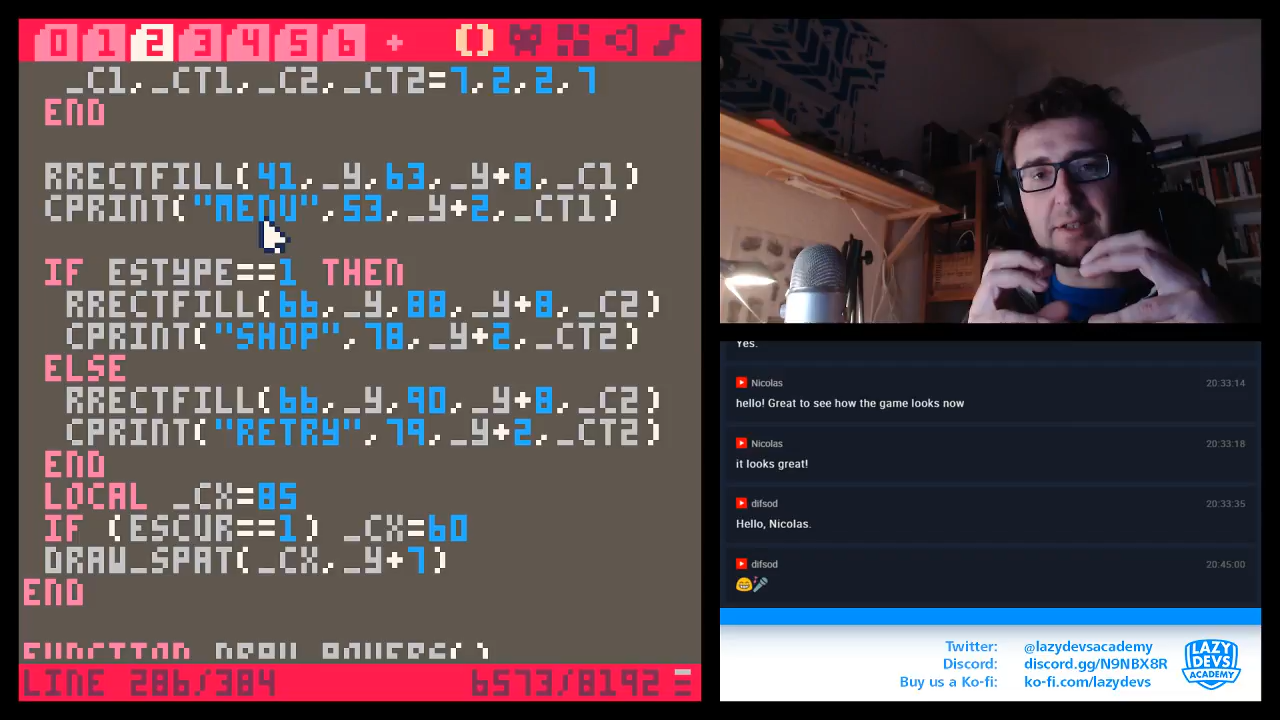 0 1 2 3 4 5 6 +
_C1,_CT1,_C2,_CT2=7,2,2,7
END
RRECTFILL(41,_Y,63,_Y+8,_C1)
CPRINT("MENU",53,_Y+2,_CT1)
IF ESTYPE==1 THEN
RRECTFILL(66,_Y,88,_Y+8,_C2)
CPRINT("SHOP",78,_Y+2,_CT2)
ELSE
RRECTFILL(66,_Y,90,_Y+8,_C2)
CPRINT("RETRY",79,_Y+2,_CT2)
END
LOCAL _CX=85
IF (ESCUR==1) _CX=60
DRAW_SPAT(_CX,_Y+7)
END
FUNCTION
LINE 286/384
6573/8192
Yes.
Nicolas 20:33:14
hello! Great to see how the game looks now
Nicolas 20:33:18
it looks great!
difsod 20:33:35
Hello, Nicolas.
difsod 20:45:00
Twitter: @lazydevsacademy
Discord: discord.gg/N9NBX8R
Buy us a Ko-fi: ko-fi.com/lazydevs
LAZY
DEVS
ACADEMY